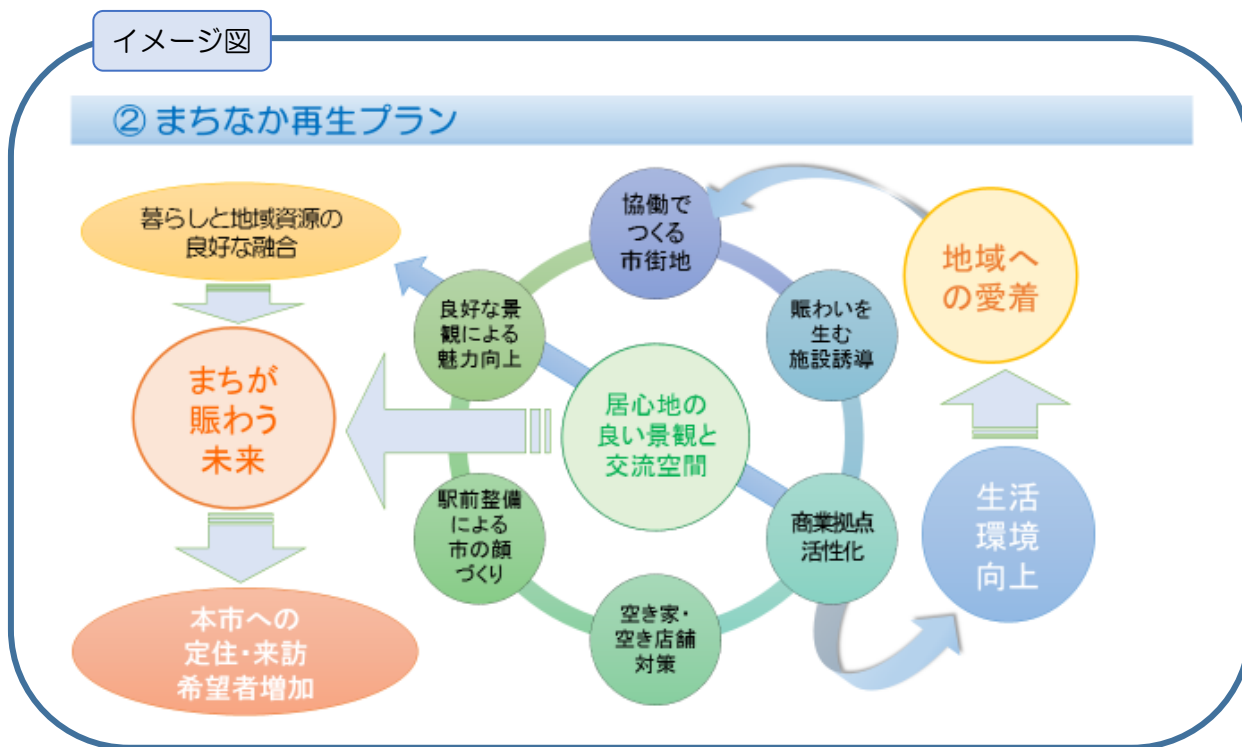 イメージ図
② まちなか再生プラン
暮らしと地域資源の
良好な融合
まちが
賑わう
未来
本市への
定住・来訪
希望者増加
協働で
つくる
市街地
良好な景
観による
魅力向上
賑わいを
生む
施設誘導
居心地の
良い景観と
交流空間
駅前整備
による
市の顔
づくり
商業拠点
活性化
空き家・
空き店舗
対策
地域へ
の愛着
生活
環境
向上